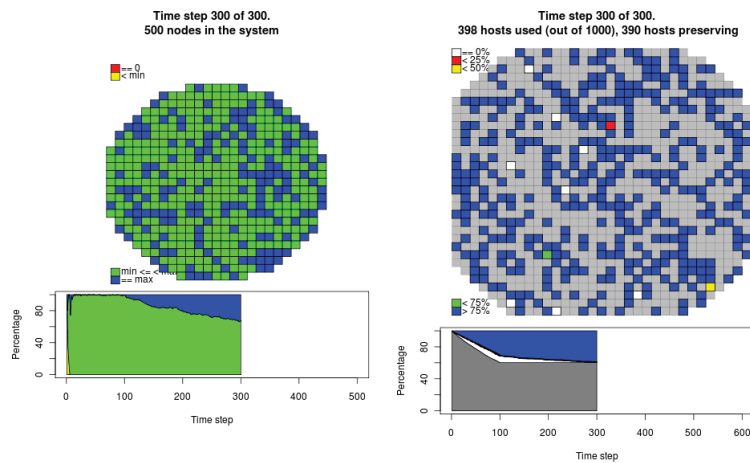 Time step 300 of 300.
500 nodes in the system
== 0
< min
min <= < max
== max
Percentage
0 40 80
0 100 200 300 400 500
Time step
Time step 300 of 300.
398 hosts used (out of 1000), 390 hosts preserving
== 0%
< 25%
< 50%
< 75%
> 75%
Percentage
0 40 80
0 100 200 300 400 500 600
Time step